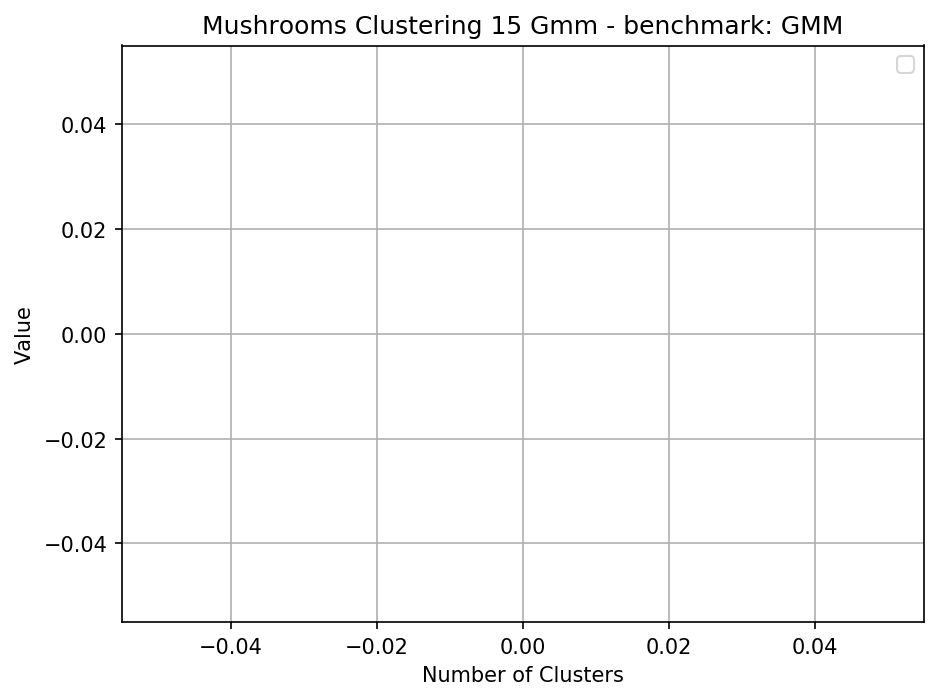 Mushrooms Clustering 15 Gmm - benchmark: GMM
0.04
0.02
0.00
−0.02
−0.04
Value
−0.04 −0.02 0.00 0.02 0.04
Number of Clusters